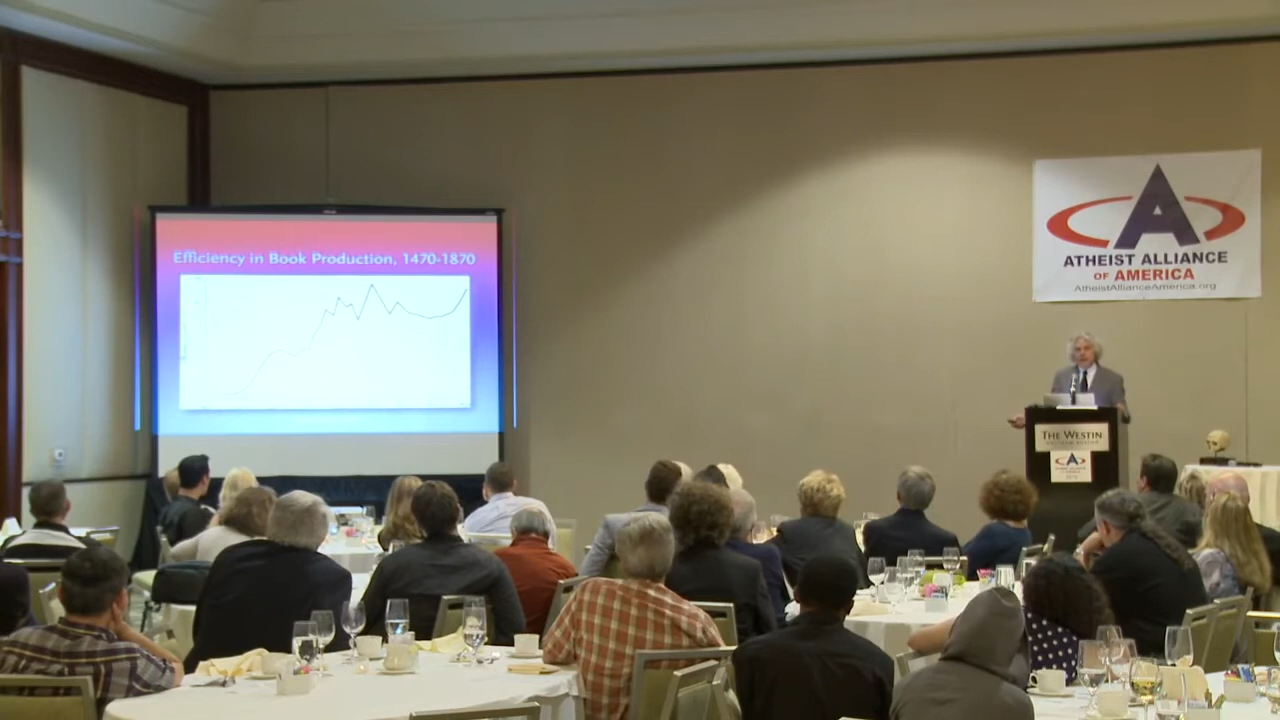 Efficiency in Book Production, 1470-1870
A
ATHEIST ALLIANCE
OF AMERICA
AtheistAllianceAmerica.org
THE WESTIN
A